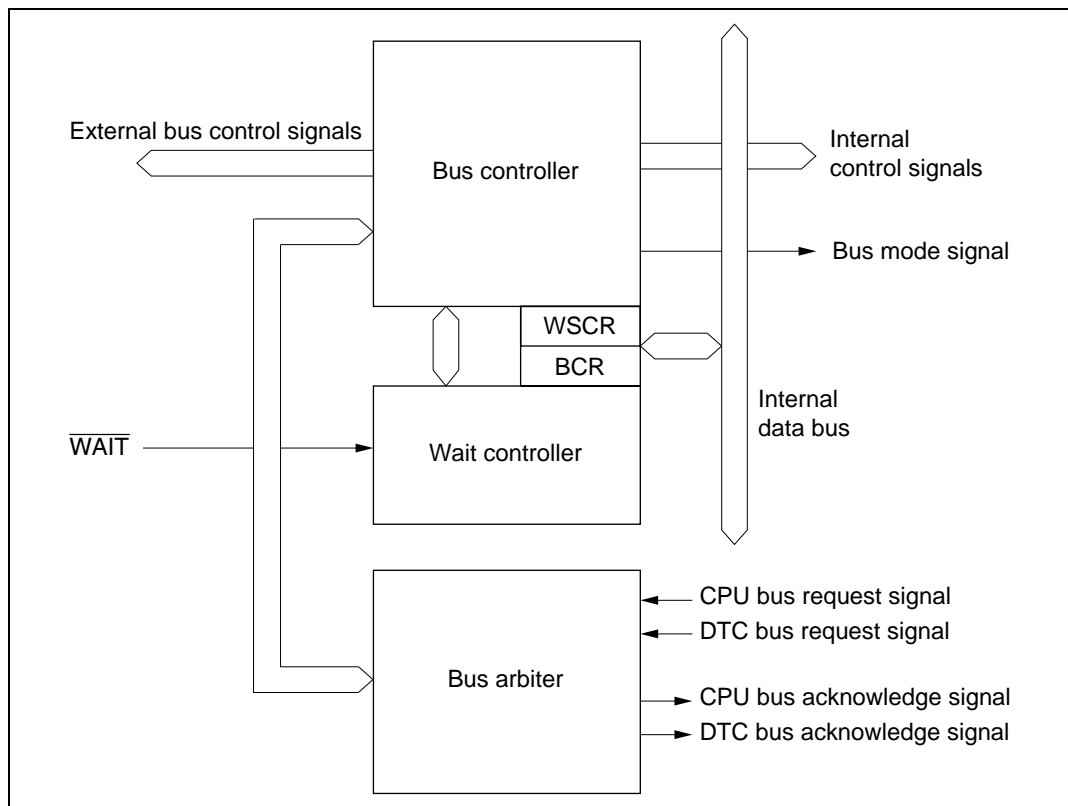 External bus control signals
Bus controller
Internal
control signals
Bus mode signal
WSCR
BCR
Internal
data bus
WAIT
Wait controller
CPU bus request signal
DTC bus request signal
Bus arbiter
CPU bus acknowledge signal
DTC bus acknowledge signal